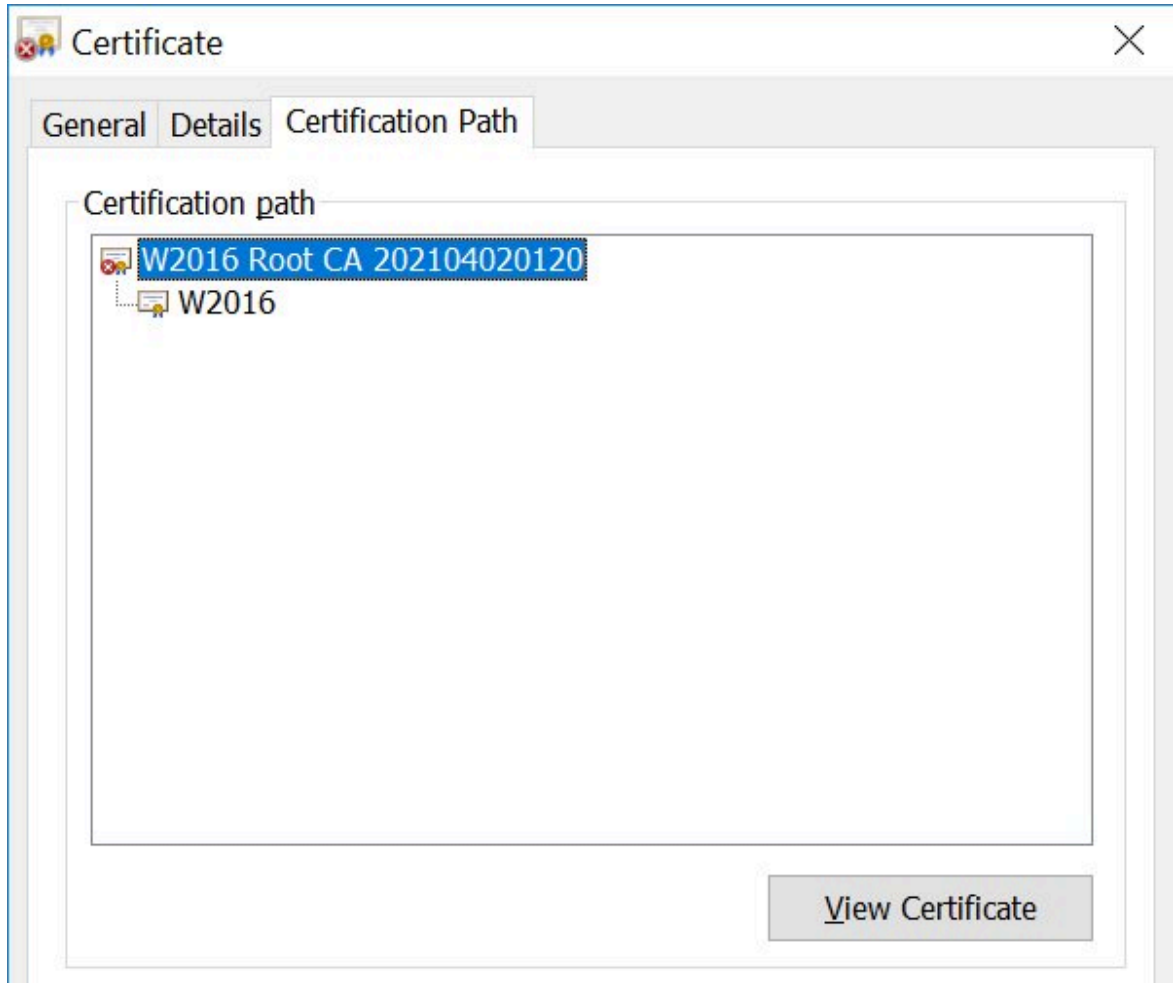 Certificate
General Details Certification Path
Certification path
W2016 Root CA 202104020120
W2016
View Certificate